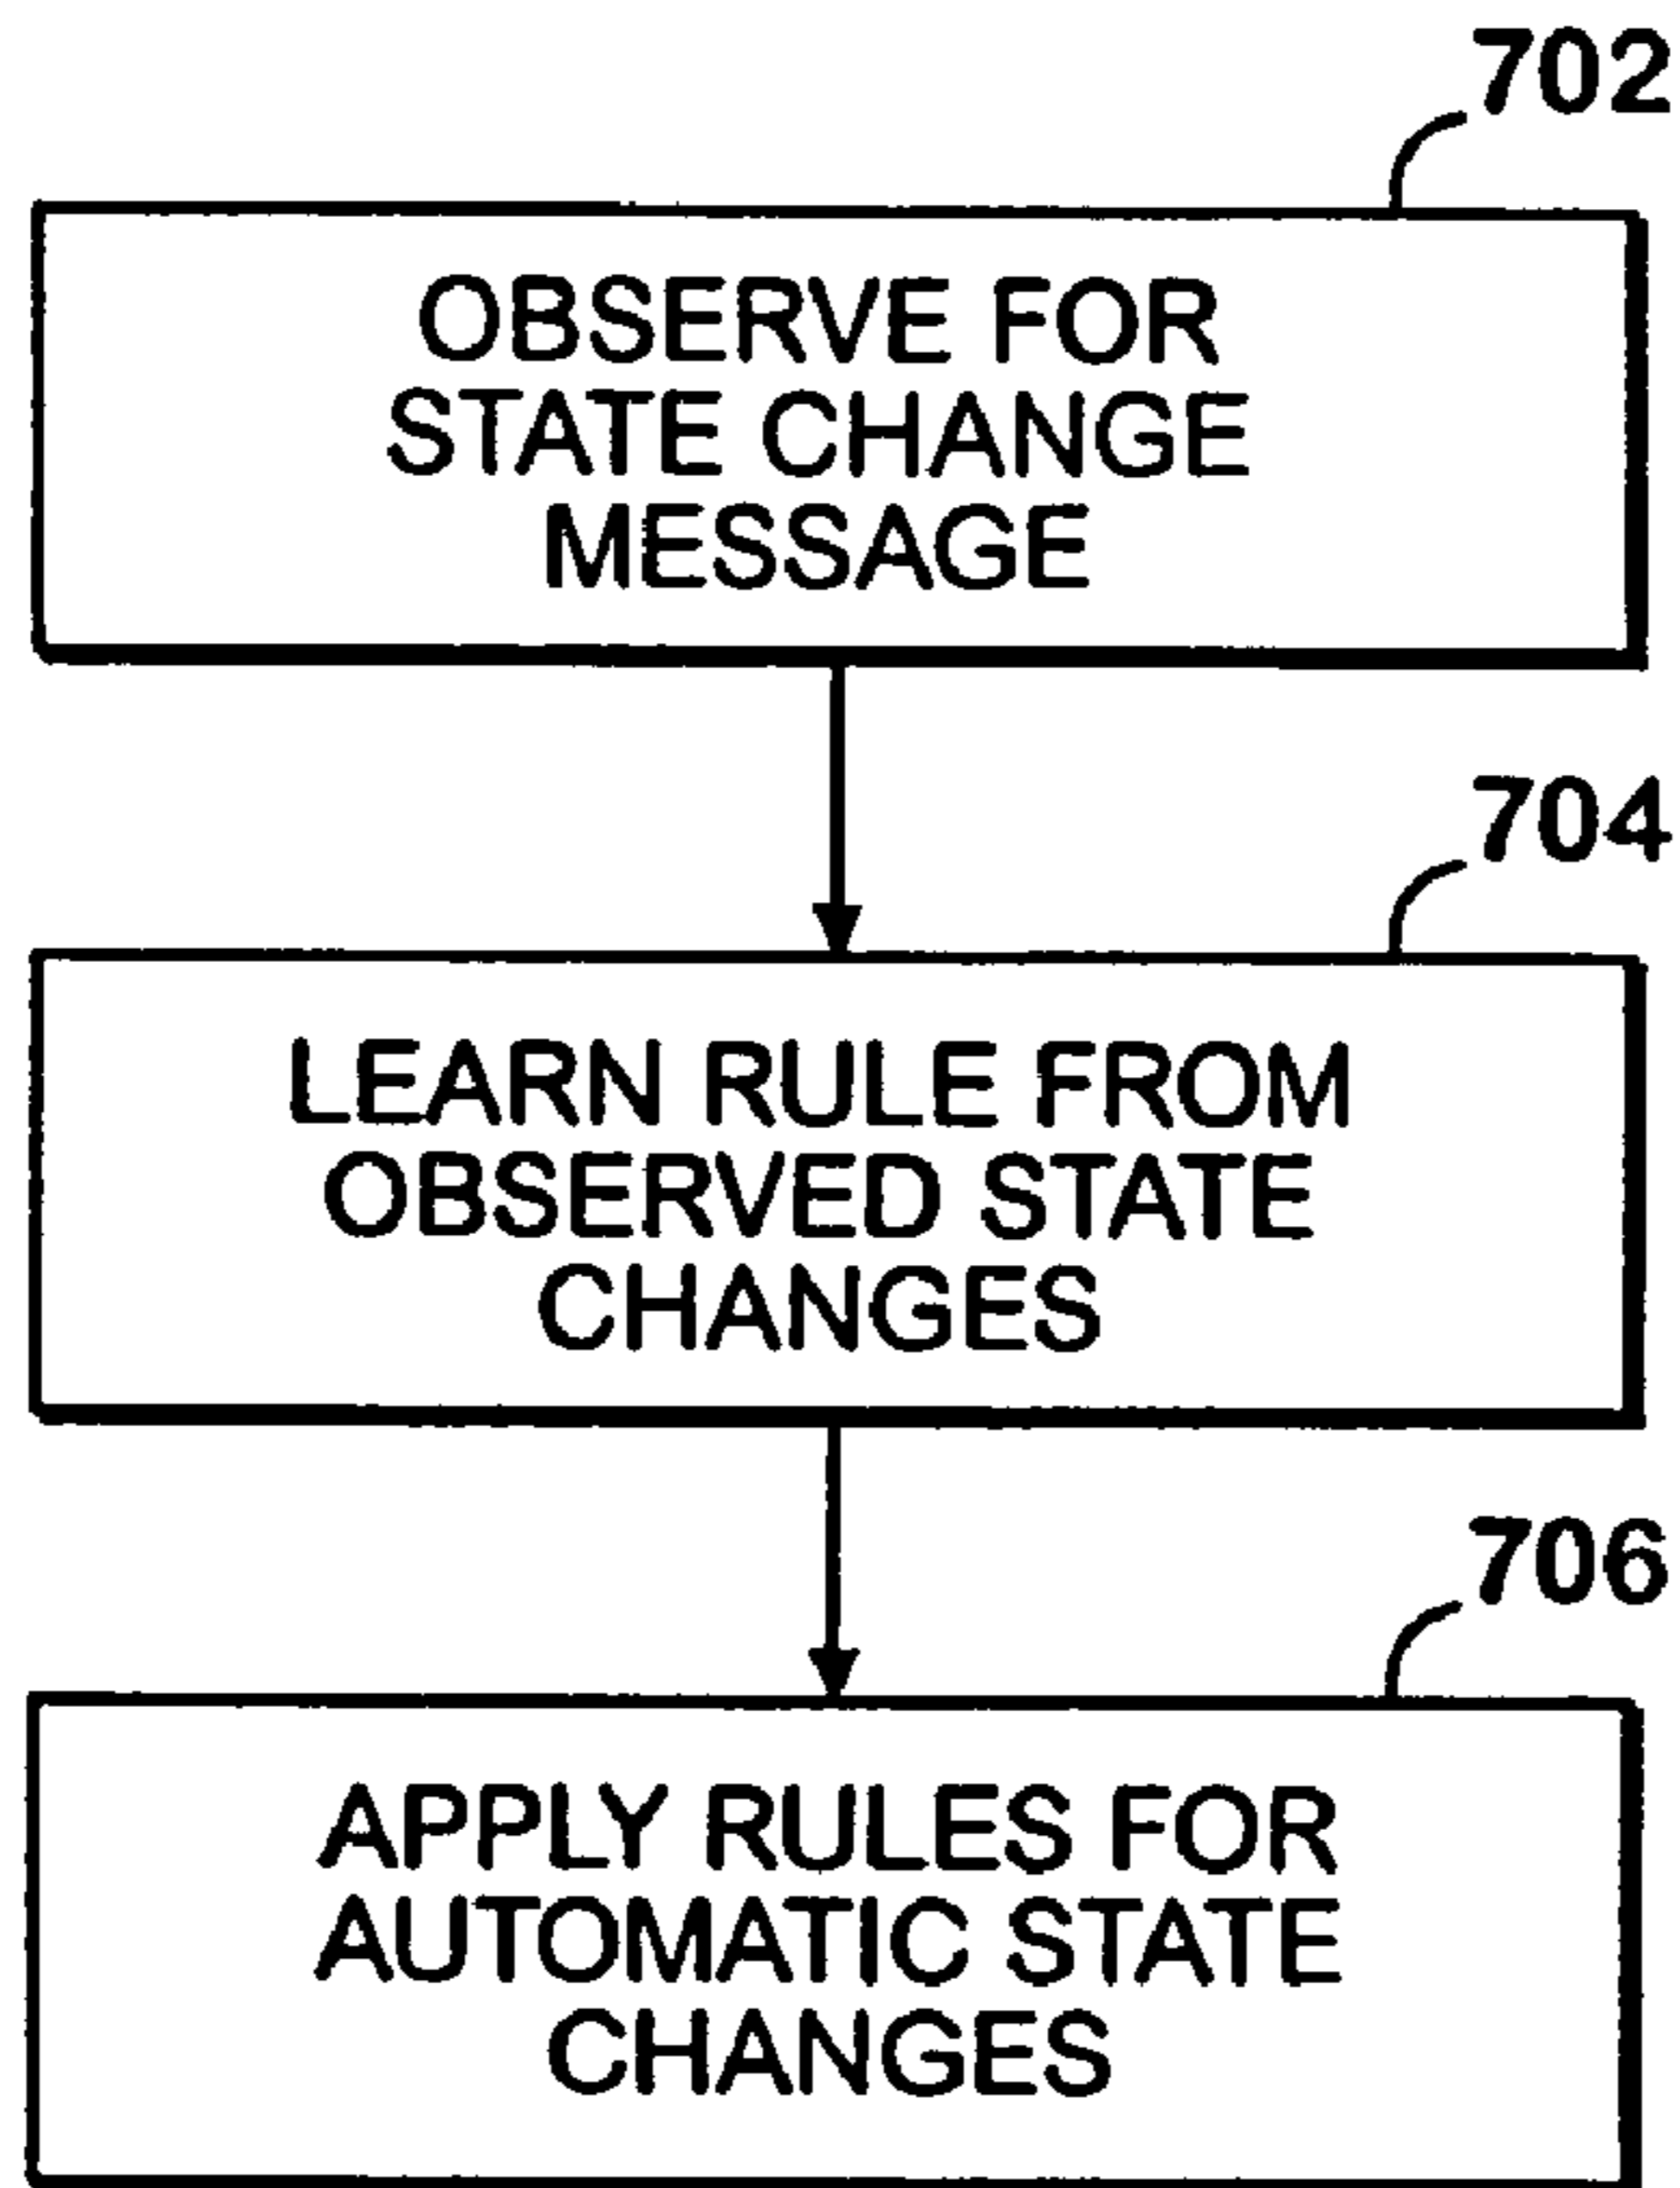 702
OBSERVE FOR
STATE CHANGE
MESSAGE
704
LEARN RULE FROM
OBSERVED STATE
CHANGES
706
APPLY RULES FOR
AUTOMATIC STATE
CHANGES